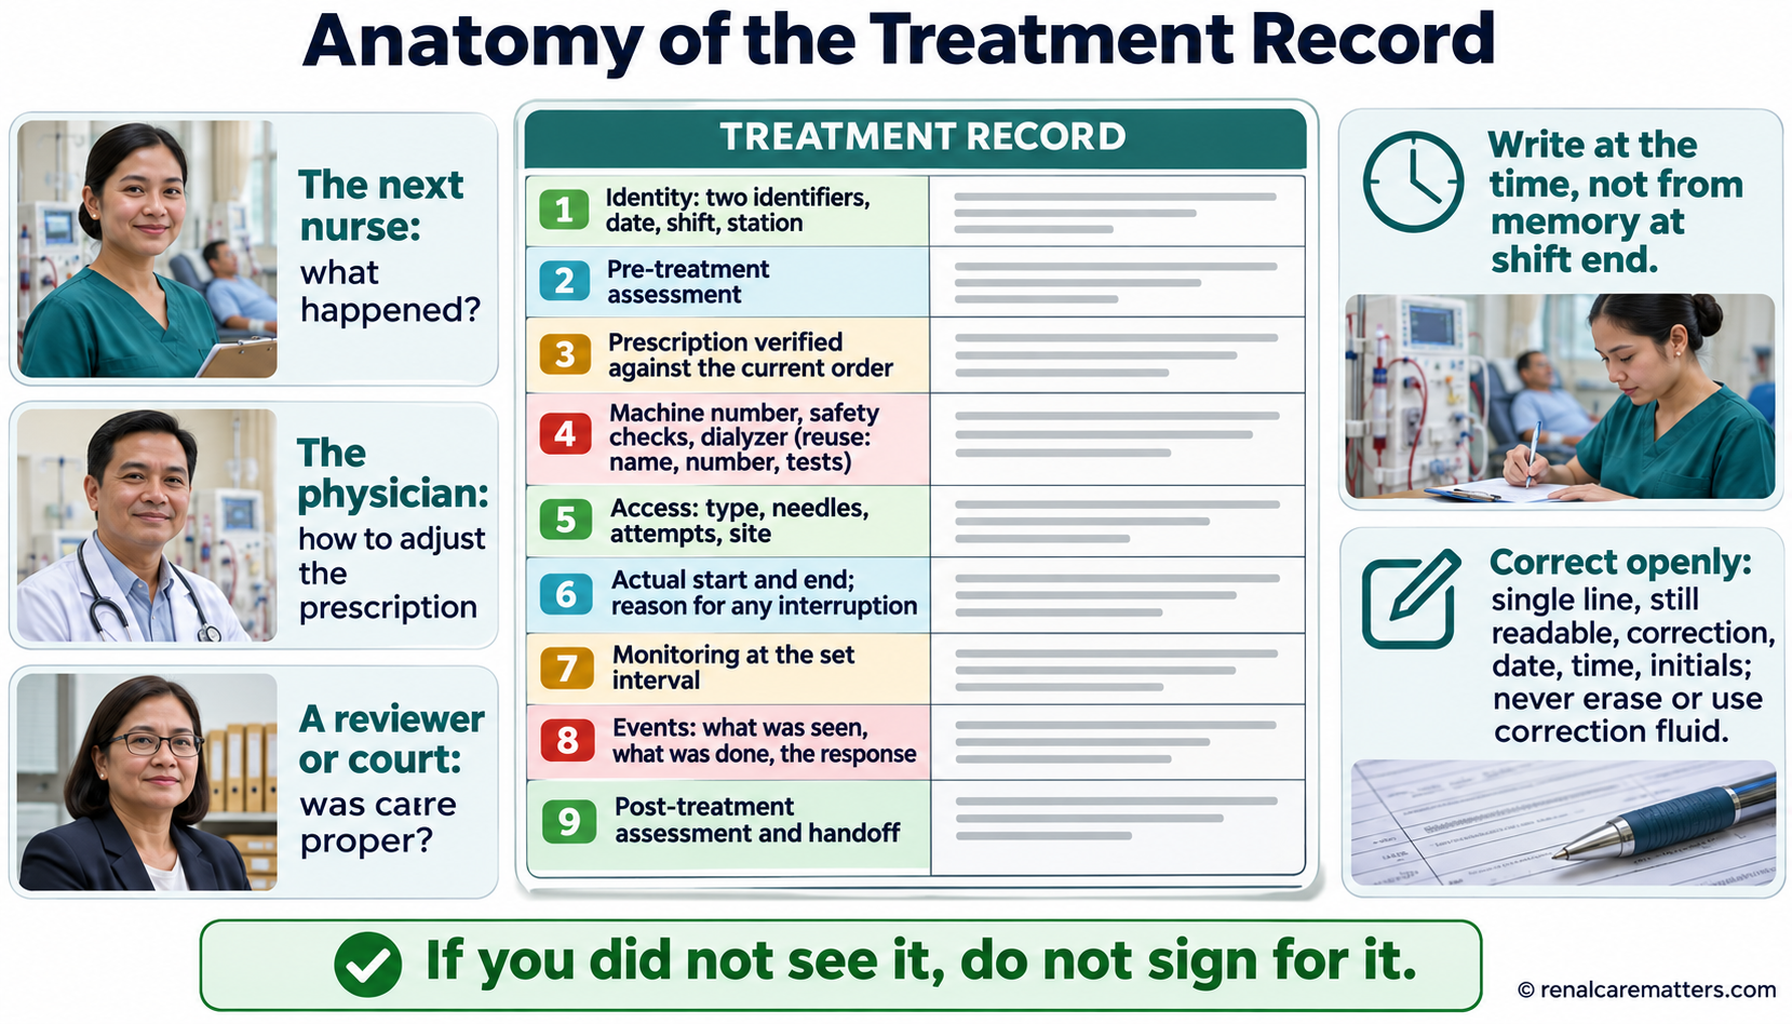 Anatomy of the Treatment Record
The next
nurse:
what
happened?
The
physician:
how to adjust
the
prescription
A reviewer
or court:
was care
proper?
TREATMENT RECORD
1 Identity: two identifiers,
date, shift, station
2 Pre-treatment
assessment
3 Prescription verified
against the current order
4 Machine number, safety
checks, dialyzer (reuse:
name, number, tests)
5 Access: type, needles,
attempts, site
6 Actual start and end;
reason for any interruption
7 Monitoring at the set
interval
8 Events: what was seen,
what was done, the response
9 Post-treatment
assessment and handoff
Write at the
time, not from
memory at
shift end.
Correct openly:
single line, still
readable, correction,
date, time, initials;
never erase or use
correction fluid.
If you did not see it, do not sign for it.
© renalcarematters.com